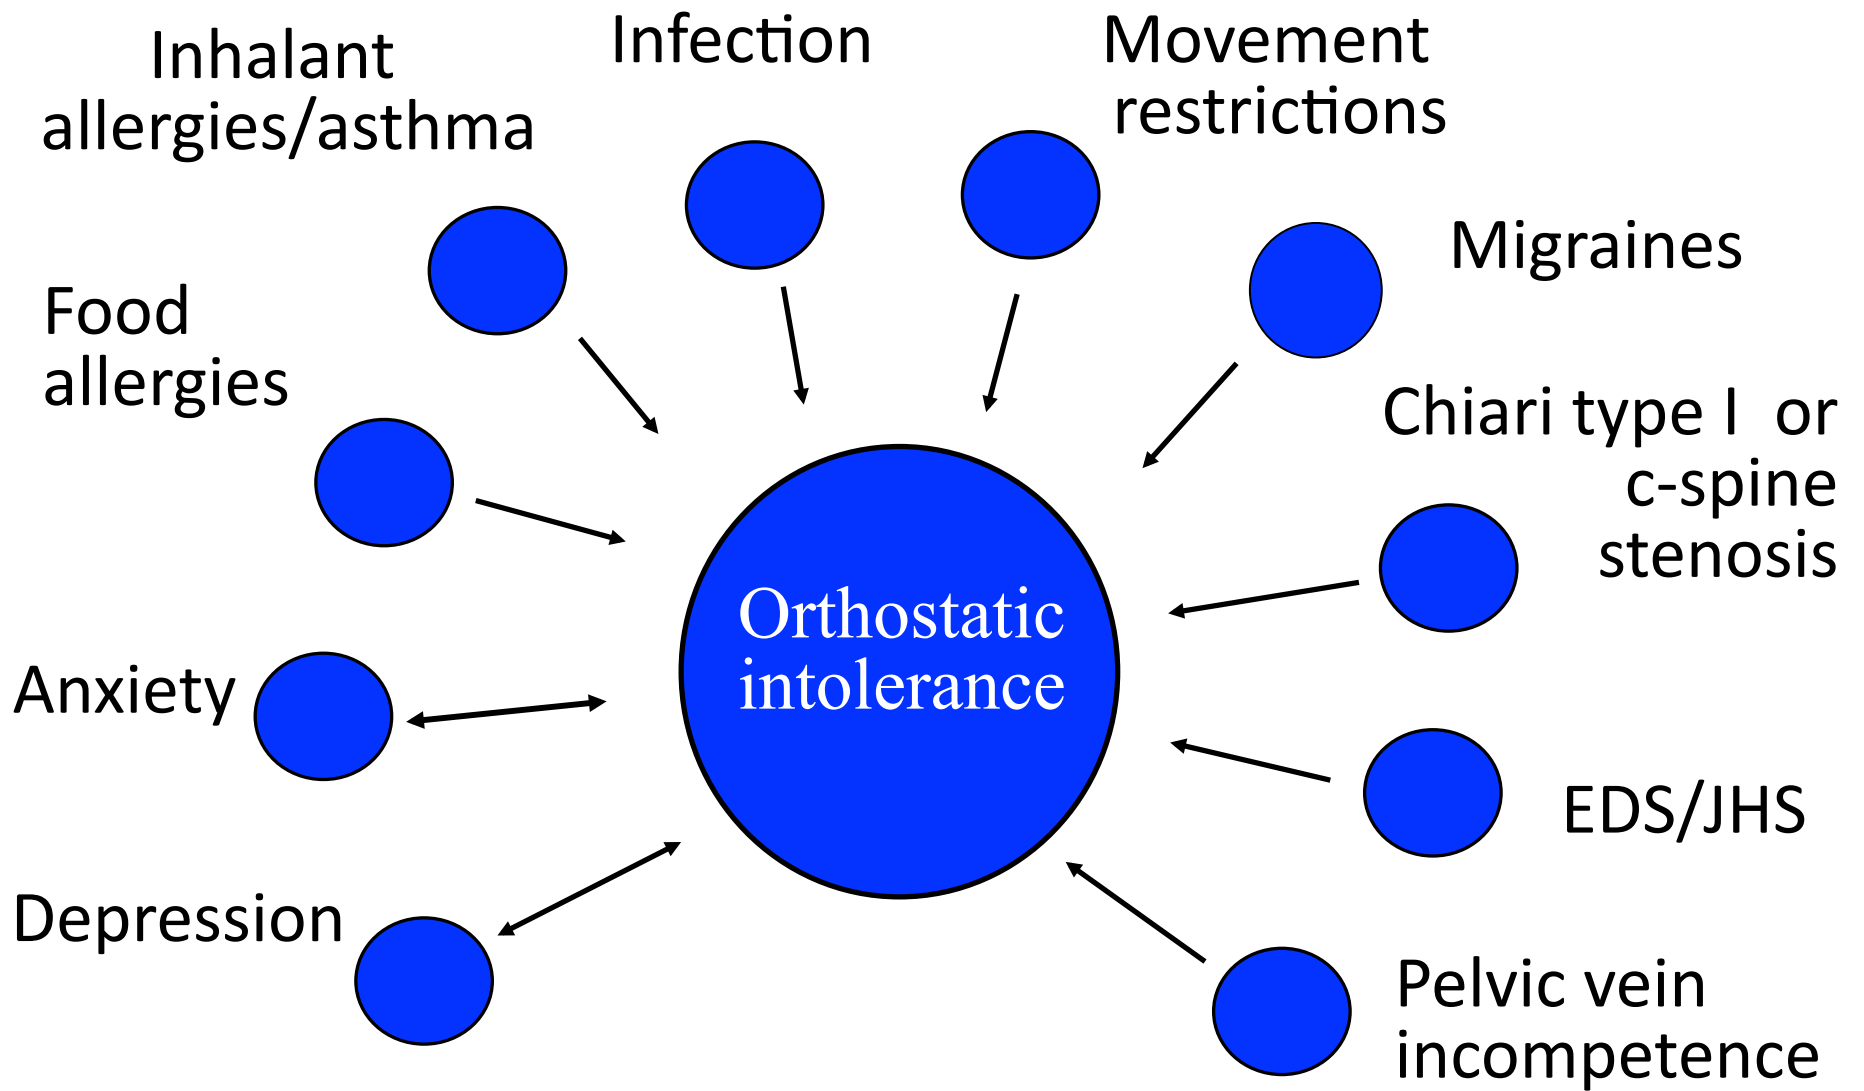 Inhalant
allergies/asthma
Infection
Movement
restrictions
Migraines
Food
allergies
Chiari type I or
c-spine
stenosis
Orthostatic
intolerance
Anxiety
EDS/JHS
Depression
Pelvic vein
incompetence